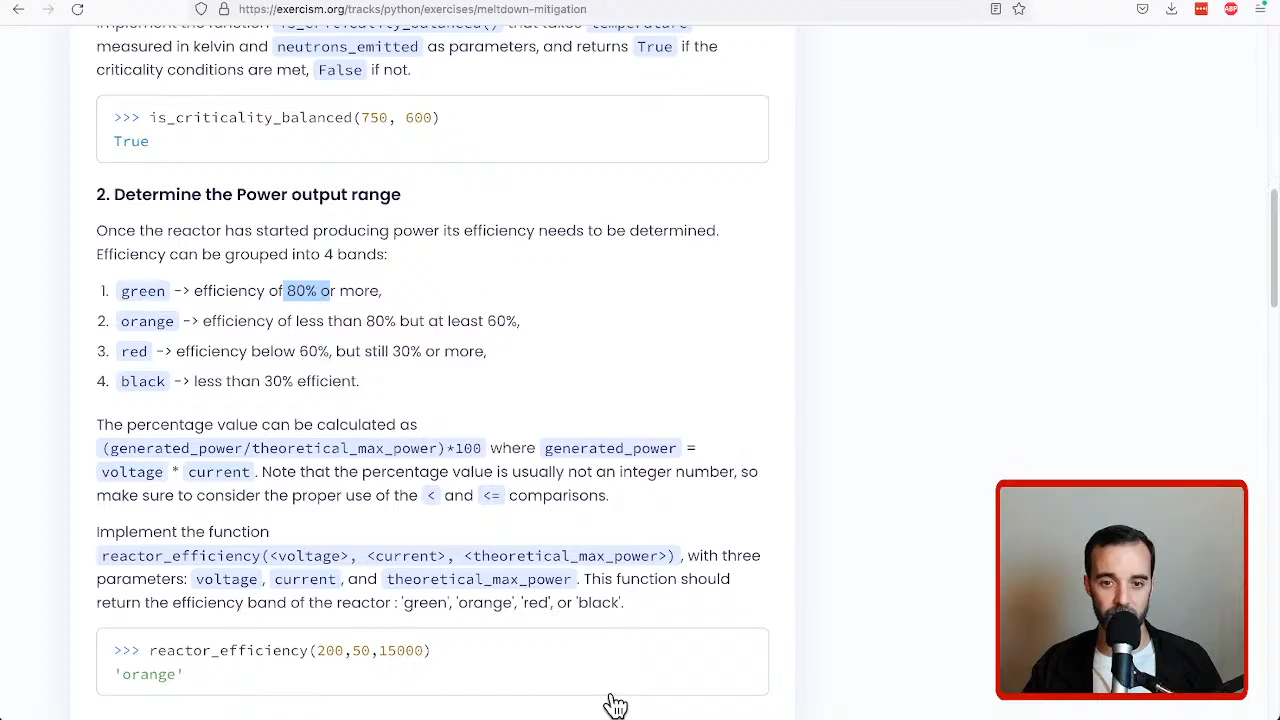 https://exercism.org/tracks/python/exercises/meltdown-mitigation
ABP
implement the function is_criticality_balanced() that takes temperature
measured in kelvin and neutrons_emitted as parameters, and returns True if the
criticality conditions are met, False if not.
>>> is_criticality_balanced(750, 600)
True
2. Determine the Power output range
Once the reactor has started producing power its efficiency needs to be determined.
Efficiency can be grouped into 4 bands:
1. green -> efficiency of 80% or more,
2. orange -> efficiency of less than 80% but at least 60%,
3. red -> efficiency below 60%, but still 30% or more,
4. black -> less than 30% efficient.
The percentage value can be calculated as
(generated_power/theoretical_max_power)*100 where generated_power =
voltage * current. Note that the percentage value is usually not an integer number, so
make sure to consider the proper use of the < and <= comparisons.
Implement the function
reactor_efficiency(<voltage>, <current>, <theoretical_max_power>), with three
parameters: voltage, current, and theoretical_max_power. This function should
return the efficiency band of the reactor : 'green', 'orange', 'red', or 'black'.
>>> reactor_efficiency(200,50,15000)
'orange'